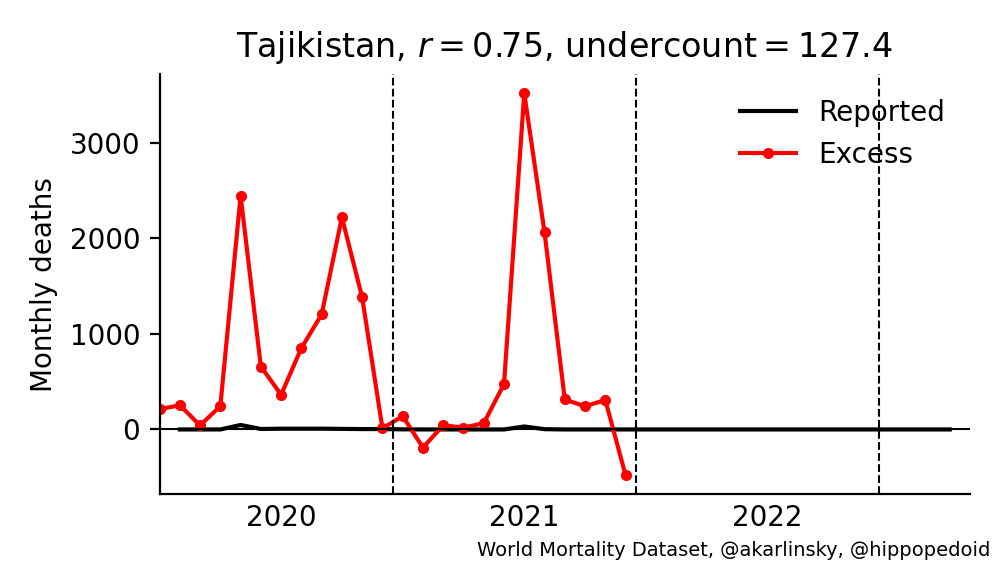 Tajikistan, r = 0.75, undercount = 127.4
Reported
Excess
Monthly deaths
3000
2000
1000
0
2020 2021 2022
World Mortality Dataset, @akarlinsky, @hippopedoid